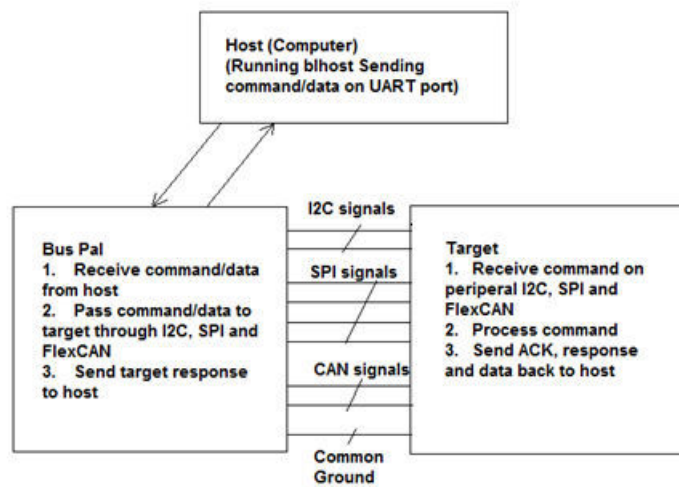 Host (Computer)
(Running blhost Sending
command/data on UART port)
I2C signals
Bus Pal
1. Receive command/data
from host
2. Pass command/data to
target through I2C, SPI and
FlexCAN
3. Send target response
to host
SPI signals
CAN signals
Common
Ground
Target
1. Receive command on
periperal I2C, SPI and
FlexCAN
2. Process command
3. Send ACK, response
and data back to host